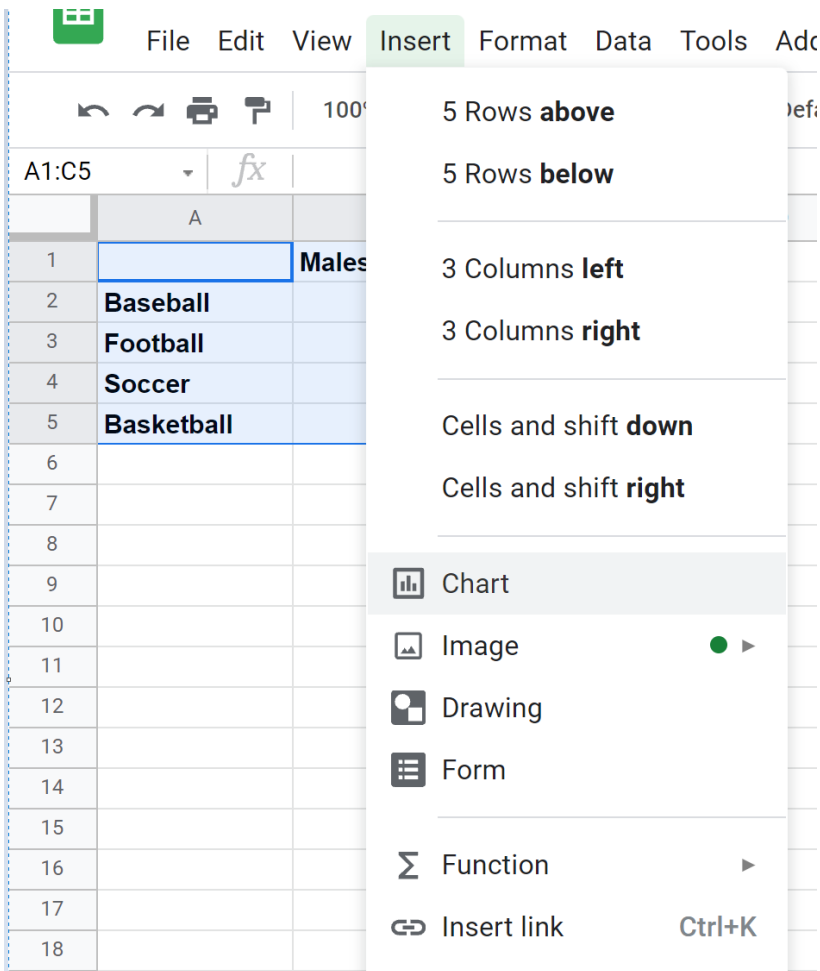 File Edit View Insert Format Data Tools
100
5 Rows above
A1:C5 fx
5 Rows below
A
1 Males
3 Columns left
2 Baseball
3 Football
3 Columns right
4 Soccer
5 Basketball
Cells and shift down
6
Cells and shift right
7
8
Chart
9
10
Image
11
12
Drawing
13
Form
14
15
Function
16
17
Insert link Ctrl+K
18